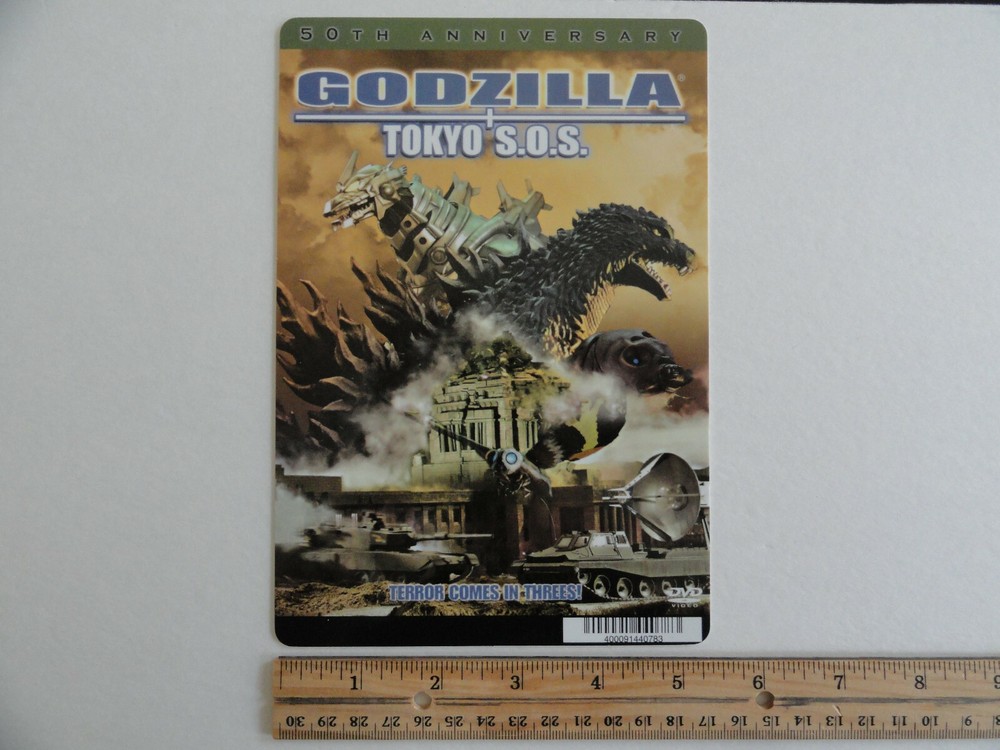 50TH ANNIVERSARY
GODZILLA®
TOKYO S.O.S.
TERROR COMES IN THREES!
DVD
VIDEO
400091440783
1 2 3 4 5 6 7 8 9
30 29 28 27 26 25 24 23 22 21 20 19 18 17 16 15 14 13 12 11 10 9 8